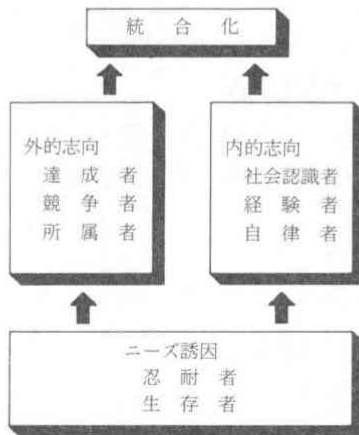 統合化
外的志向
達成者
競争者
所属者
内的志向
社会認識者
経験者
自律者
ニーズ誘因
忍耐者
生存者